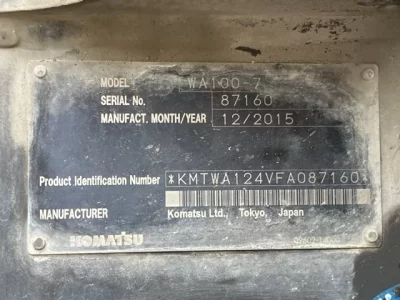 MODEL WA100-7
SERIAL No. 87160
MANUFACT. MONTH/YEAR 12/2015
Product Identification Number *KMTWA124VFA087160*
MANUFACTURER Komatsu Ltd., Tokyo, Japan
KOMATSU